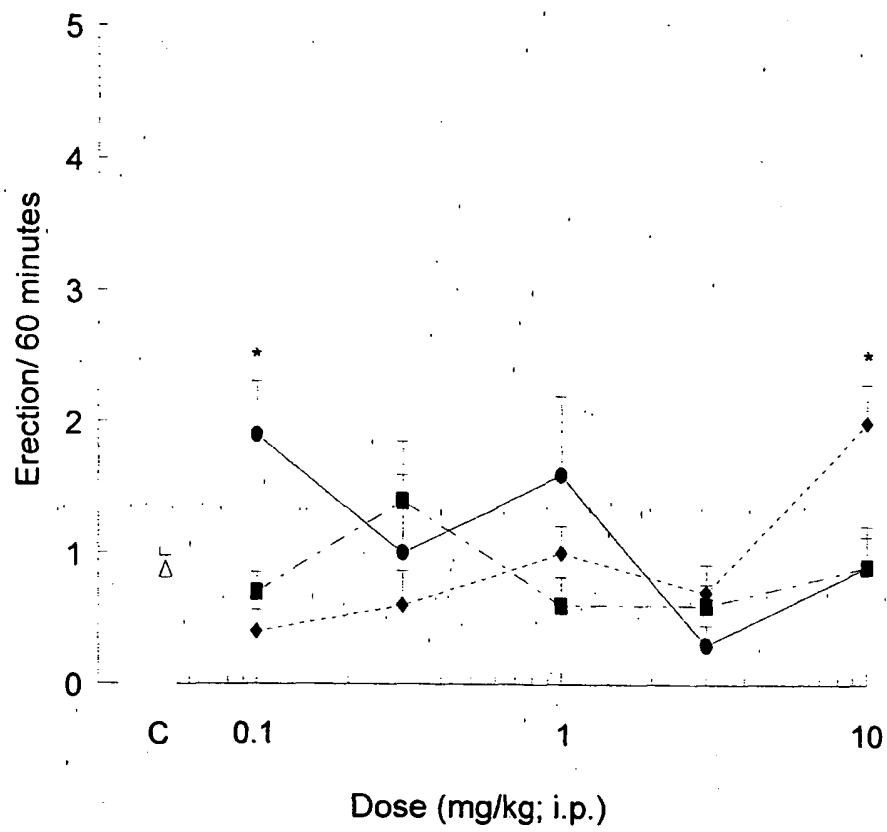 Erection/ 60 minutes
5
4
3
2
1
0
*
*
C 0.1 1 10
Dose (mg/kg; i.p.)